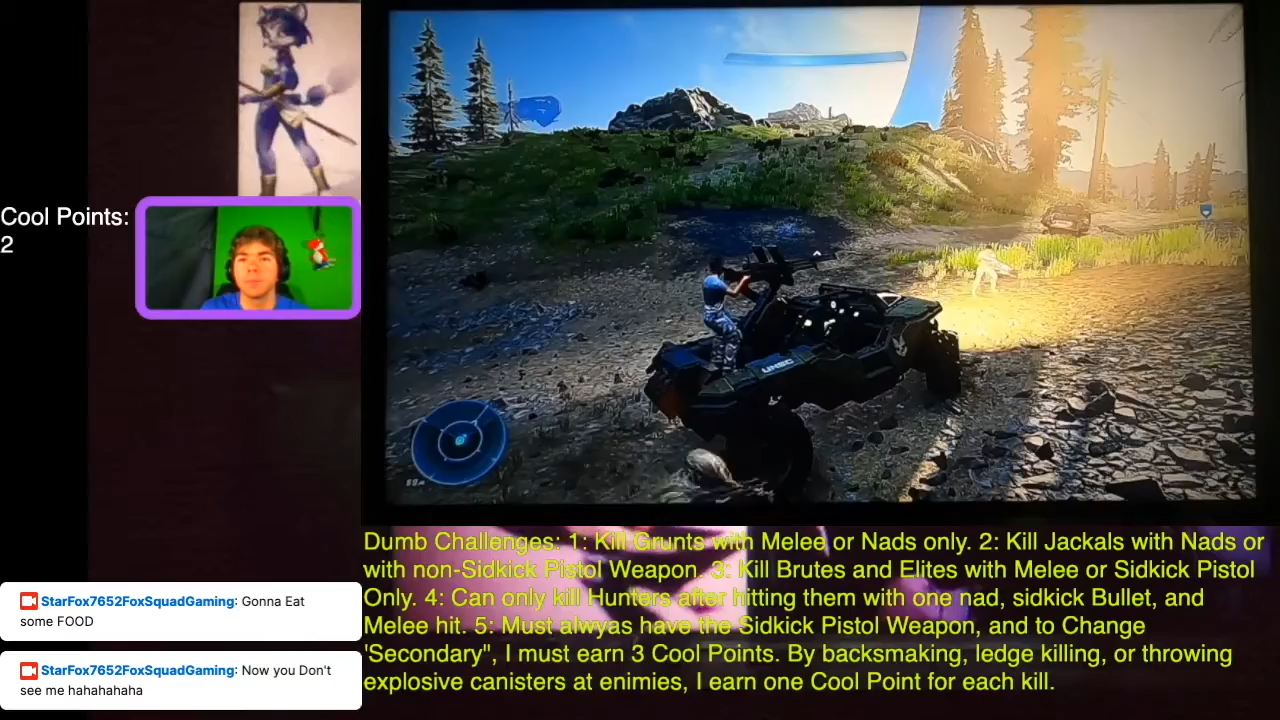 Cool Points:
2
UNSC
Dumb Challenges: 1: Kill Grunts with Melee or Nads only. 2: Kill Jackals with Nads or
with non-Sidkick Pistol Weapon. 3: Kill Brutes and Elites with Melee or Sidkick Pistol
Only. 4: Can only kill Hunters after hitting them with one nad, sidkick Bullet, and
Melee hit. 5: Must alwyas have the Sidkick Pistol Weapon, and to Change
'Secondary", I must earn 3 Cool Points. By backsmaking, ledge killing, or throwing
explosive canisters at enimies, I earn one Cool Point for each kill.
StarFox7652FoxSquadGaming: Gonna Eat
some FOOD
StarFox7652FoxSquadGaming: Now you Don't
see me hahahahaha